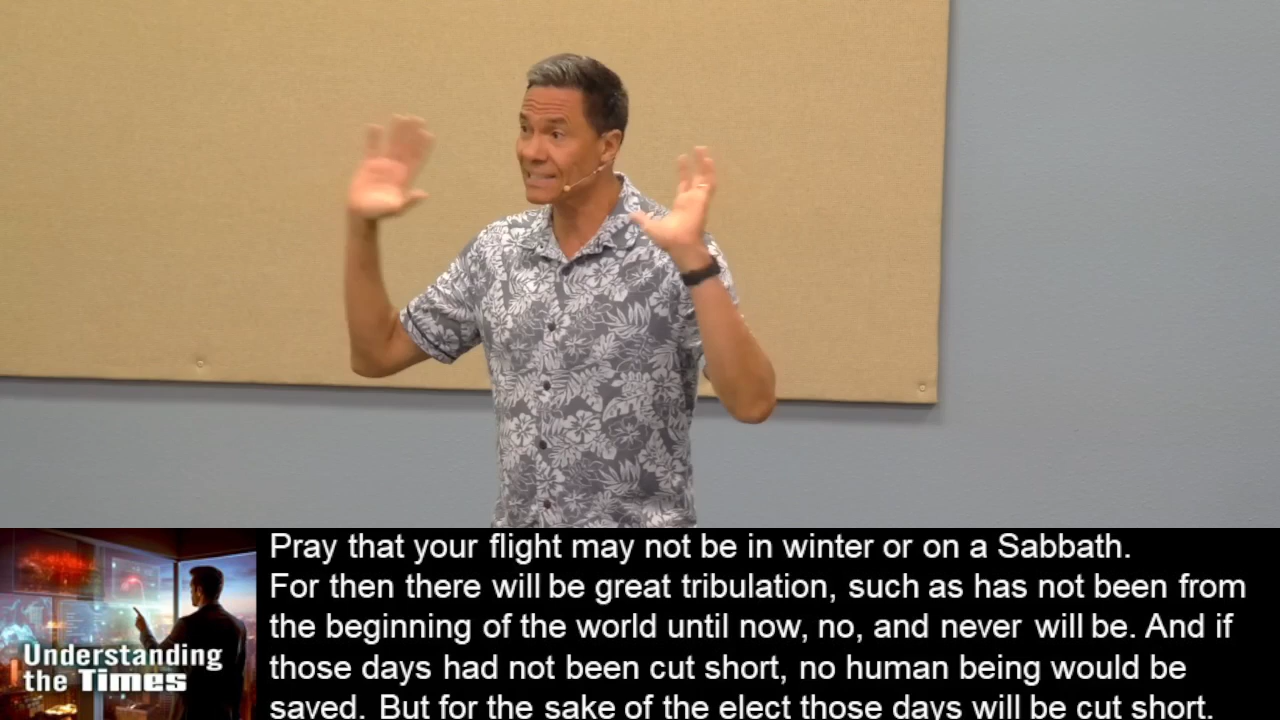 Pray that your flight may not be in winter or on a Sabbath.
For then there will be great tribulation, such as has not been from
the beginning of the world until now, no, and never will be. And if
those days had not been cut short, no human being would be
saved. But for the sake of the elect those days will be cut short.
Understanding
the Times